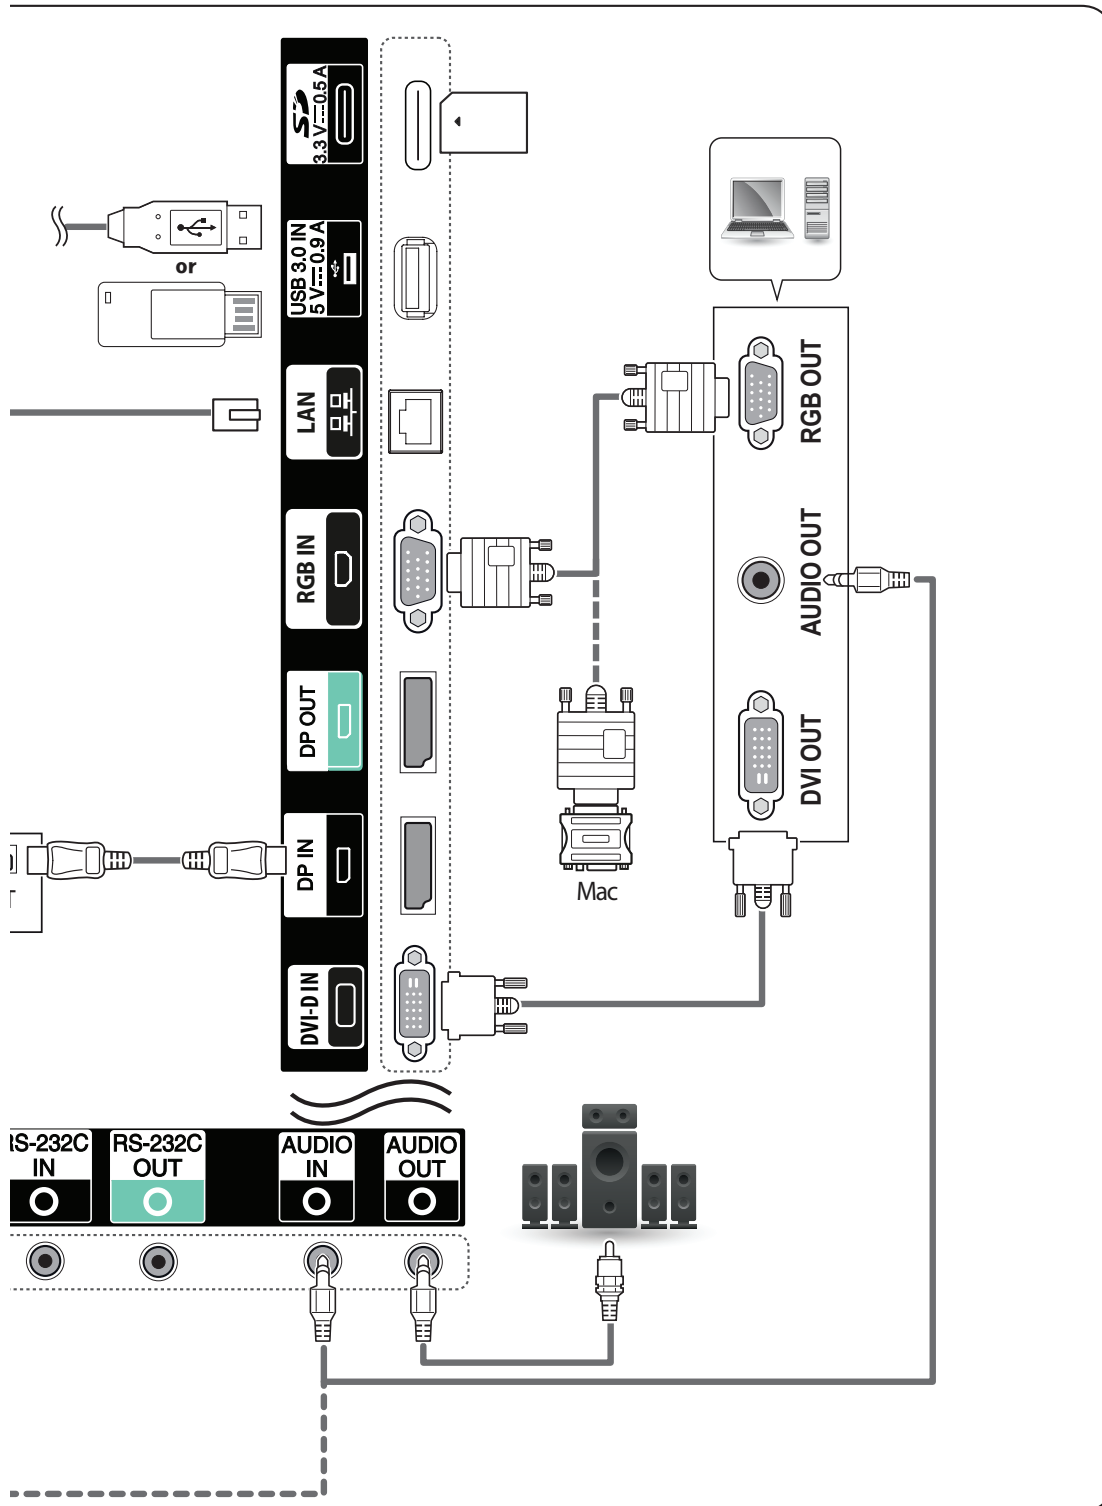 SD
3.3 V⎓0.5 A
USB 3.0 IN
5 V⎓0.9 A
or
LAN
RGB IN
DP OUT
DP IN
DVI-D IN
RGB OUT
AUDIO OUT
DVI OUT
Mac
RS-232C
IN
RS-232C
OUT
AUDIO
IN
AUDIO
OUT